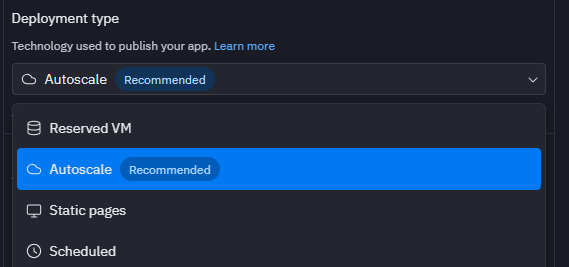 Deployment type
Technology used to publish your app. Learn more
Autoscale Recommended
Reserved VM
Autoscale Recommended
Static pages
Scheduled